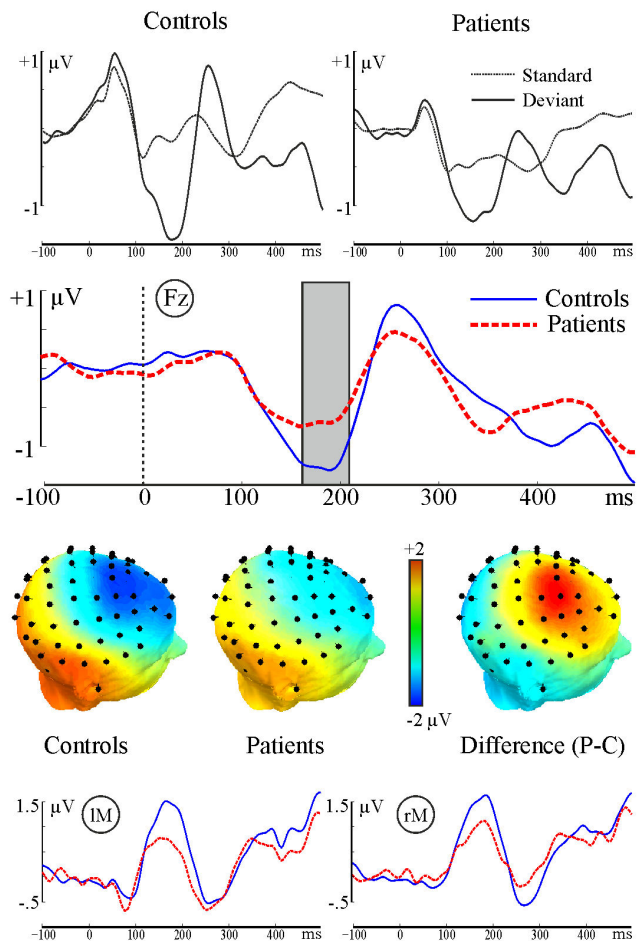 Controls Patients
+1 µV +1 µV
Standard
Deviant
-1 -1
-100 0 100 200 300 400 ms -100 0 100 200 300 400 ms
+1 µV Fz Controls
Patients
-1
-100 0 100 200 300 400 ms
+2
-2 µV
Controls Patients Difference (P-C)
1.5 µV lM 1.5 µV rM
-.5 -.5
-100 0 100 200 300 400 ms -100 0 100 200 300 400 ms